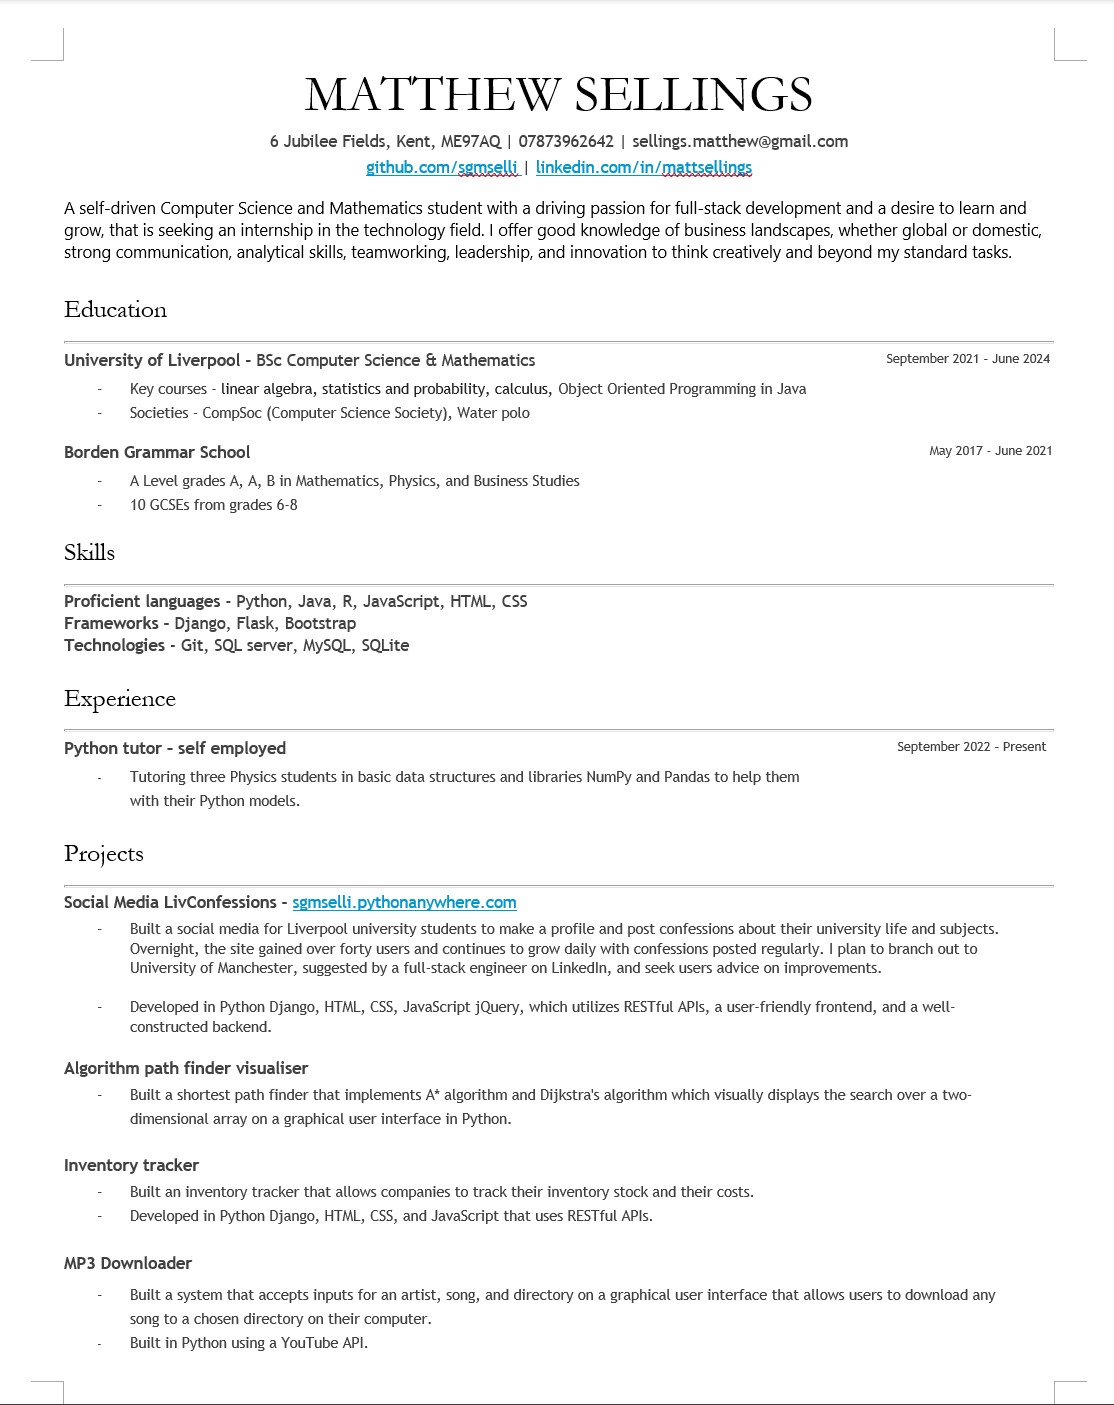 MATTHEW SELLINGS
6 Jubilee Fields, Kent, ME97AQ | 07873962642 | sellings.matthew@gmail.com
github.com/sgmselli | linkedin.com/in/mattsellings
A self-driven Computer Science and Mathematics student with a driving passion for full-stack development and a desire to learn and
grow, that is seeking an internship in the technology field. I offer good knowledge of business landscapes, whether global or domestic,
strong communication, analytical skills, teamworking, leadership, and innovation to think creatively and beyond my standard tasks.
Education
University of Liverpool - BSc Computer Science & Mathematics September 2021 - June 2024
- Key courses - linear algebra, statistics and probability, calculus, Object Oriented Programming in Java
- Societies - CompSoc (Computer Science Society), Water polo
Borden Grammar School May 2017 - June 2021
- A Level grades A, A, B in Mathematics, Physics, and Business Studies
- 10 GCSEs from grades 6-8
Skills
Proficient languages - Python, Java, R, JavaScript, HTML, CSS
Frameworks - Django, Flask, Bootstrap
Technologies - Git, SQL server, MySQL, SQLite
Experience
Python tutor - self employed September 2022 - Present
- Tutoring three Physics students in basic data structures and libraries NumPy and Pandas to help them
with their Python models.
Projects
Social Media LivConfessions - sgmselli.pythonanywhere.com
- Built a social media for Liverpool university students to make a profile and post confessions about their university life and subjects.
Overnight, the site gained over forty users and continues to grow daily with confessions posted regularly. I plan to branch out to
University of Manchester, suggested by a full-stack engineer on LinkedIn, and seek users advice on improvements.
- Developed in Python Django, HTML, CSS, JavaScript jQuery, which utilizes RESTful APIs, a user-friendly frontend, and a well-
constructed backend.
Algorithm path finder visualiser
- Built a shortest path finder that implements A* algorithm and Dijkstra's algorithm which visually displays the search over a two-
dimensional array on a graphical user interface in Python.
Inventory tracker
- Built an inventory tracker that allows companies to track their inventory stock and their costs.
- Developed in Python Django, HTML, CSS, and JavaScript that uses RESTful APIs.
MP3 Downloader
- Built a system that accepts inputs for an artist, song, and directory on a graphical user interface that allows users to download any
song to a chosen directory on their computer.
- Built in Python using a YouTube API.